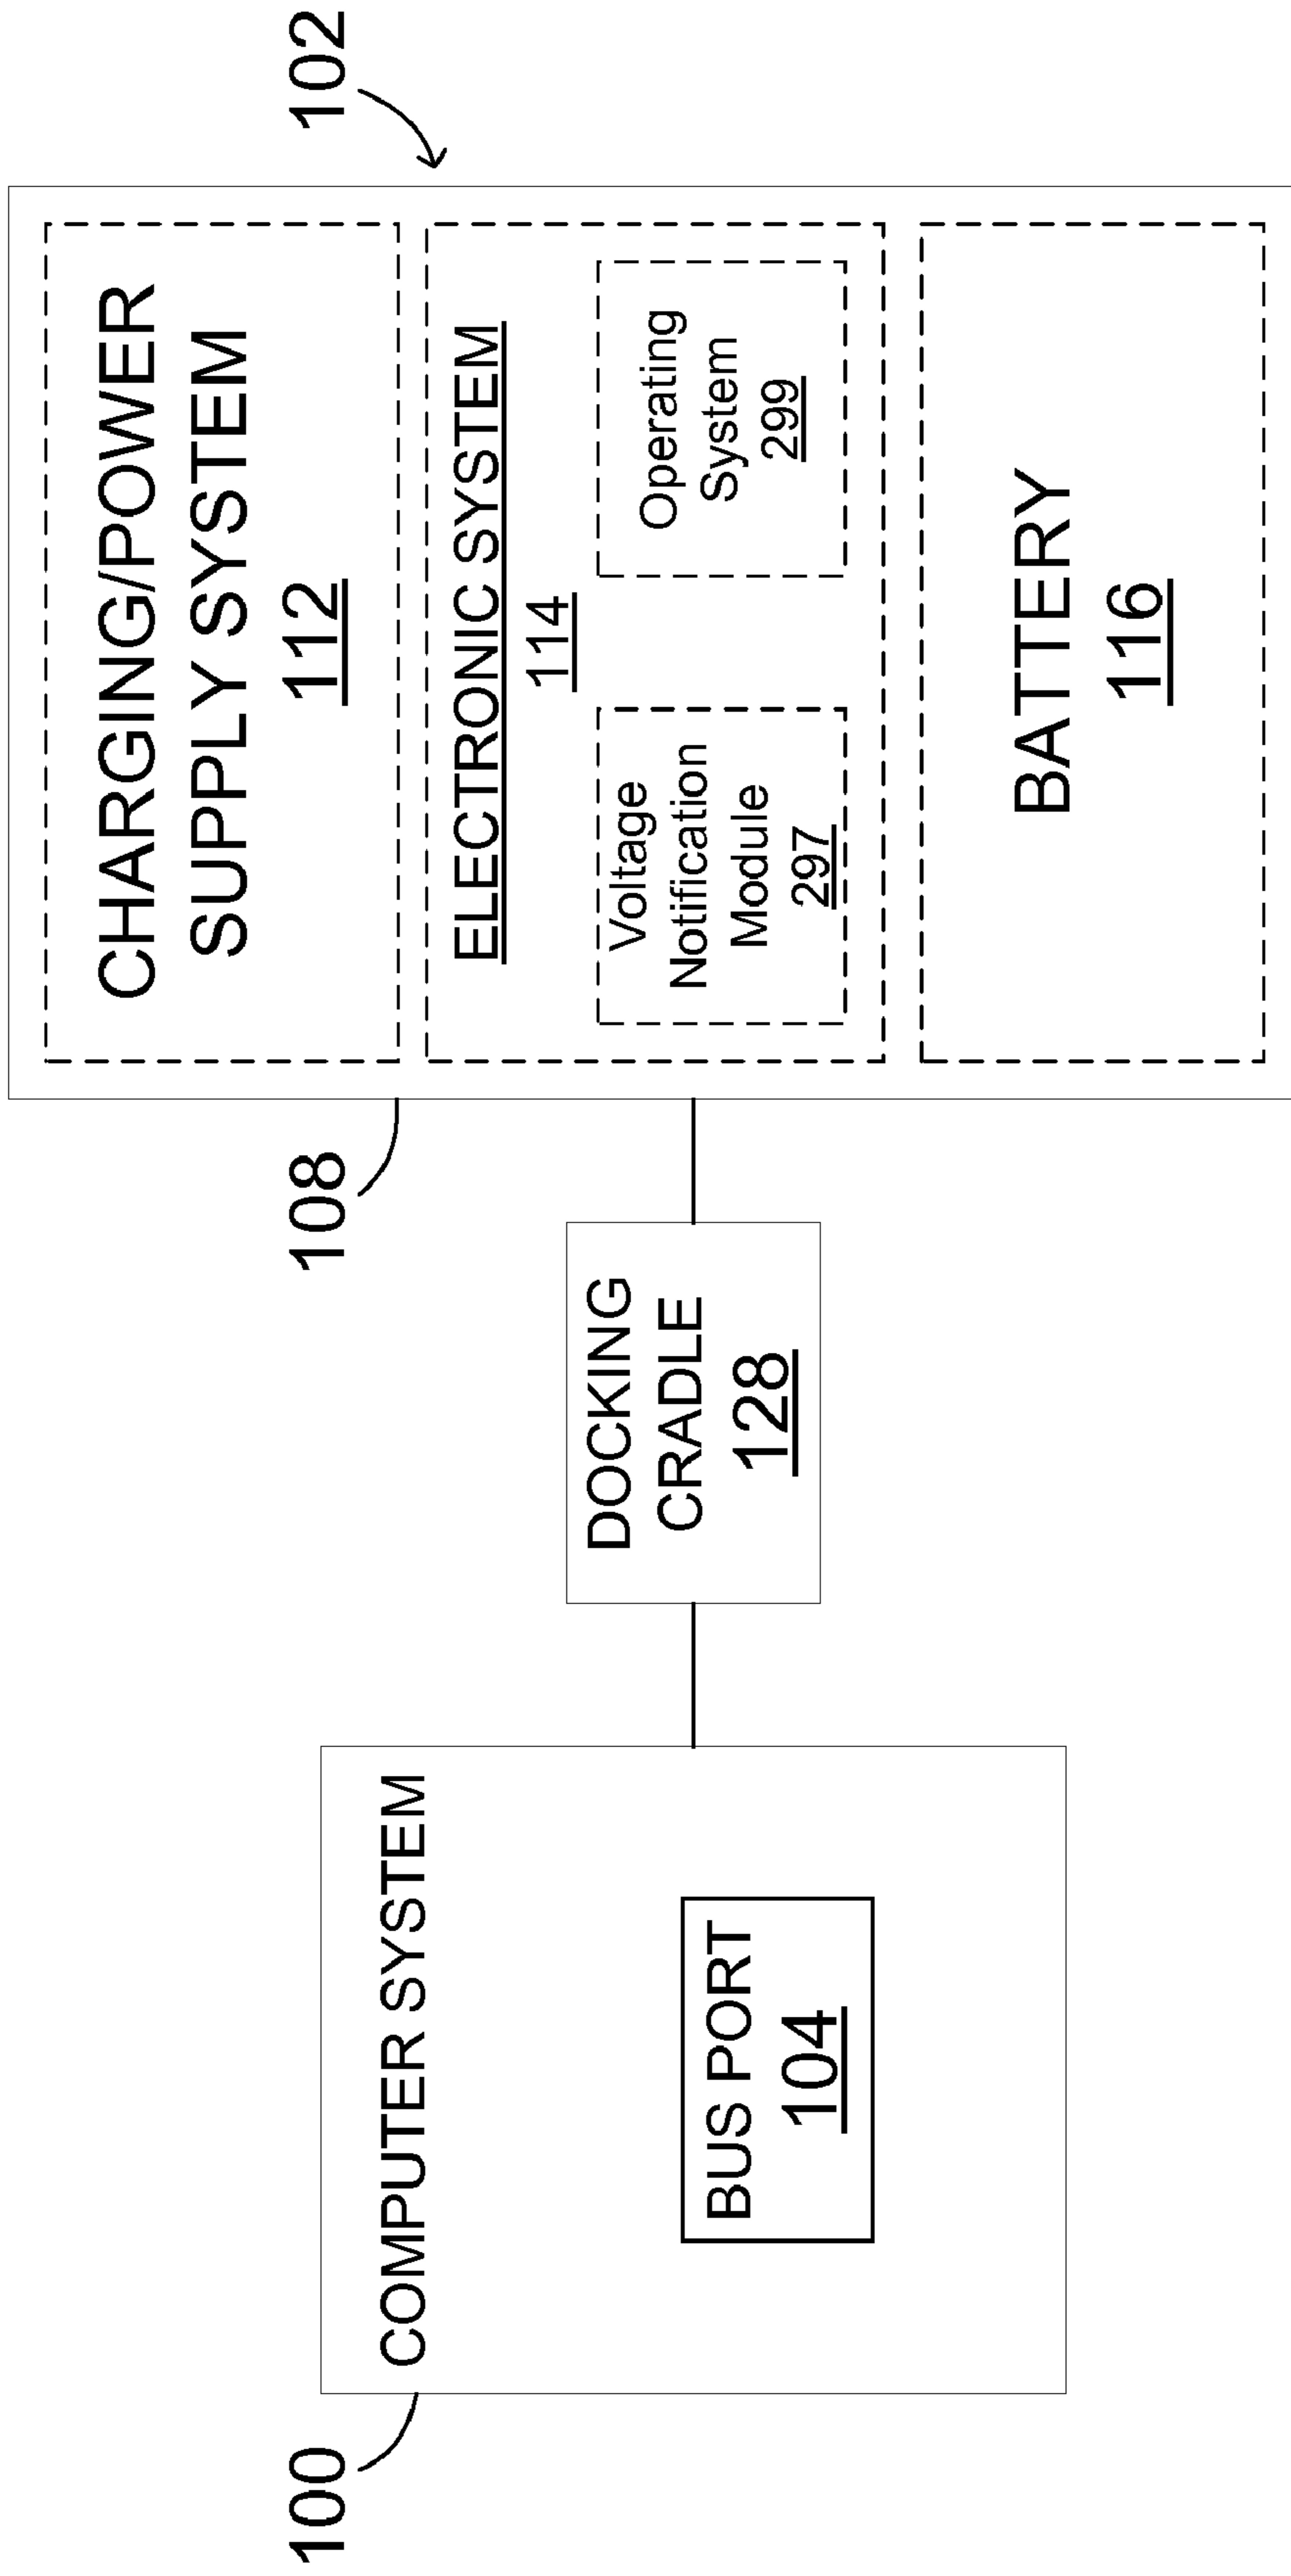 100
COMPUTER SYSTEM
BUS PORT
104
DOCKING
CRADLE
128
108
102
CHARGING/POWER
SUPPLY SYSTEM
112
ELECTRONIC SYSTEM
114
Voltage
Notification
Module
297
Operating
System
299
BATTERY
116